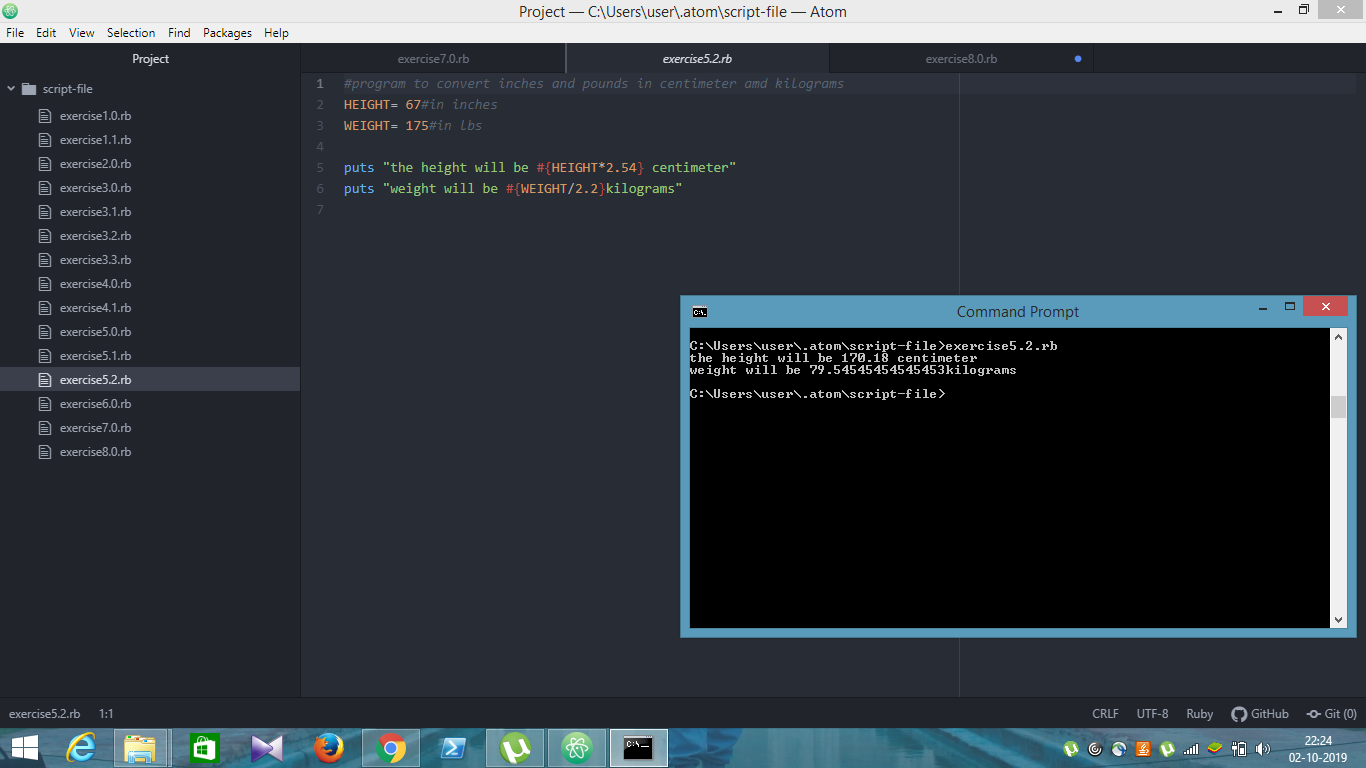 Project — C:\Users\user\.atom\script-file — Atom
File Edit View Selection Find Packages Help
Project
script-file
exercise1.0.rb
exercise1.1.rb
exercise2.0.rb
exercise3.0.rb
exercise3.1.rb
exercise3.2.rb
exercise3.3.rb
exercise4.0.rb
exercise4.1.rb
exercise5.0.rb
exercise5.1.rb
exercise5.2.rb
exercise6.0.rb
exercise7.0.rb
exercise8.0.rb
exercise7.0.rb exercise5.2.rb exercise8.0.rb
1 #program to convert inches and pounds in centimeter amd kilograms
2 HEIGHT= 67#in inches
3 WEIGHT= 175#in lbs
4
5 puts "the height will be #{HEIGHT*2.54} centimeter"
6 puts "weight will be #{WEIGHT/2.2}kilograms"
7
Command Prompt
C:\Users\user\.atom\script-file>exercise5.2.rb
the height will be 170.18 centimeter
weight will be 79.54545454545453kilograms
C:\Users\user\.atom\script-file>
exercise5.2.rb 1:1 CRLF UTF-8 Ruby GitHub Git (0)
22:24
02-10-2019